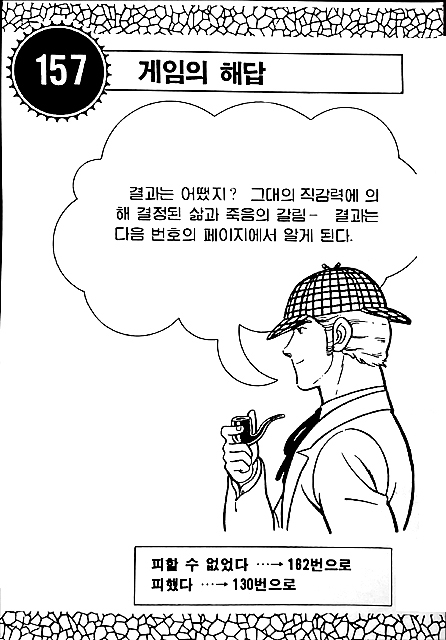 157
게임의 해답
결과는 어땠지? 그대의 직감력에 의
해 결정된 삶과 죽음의 갈림- 결과는
다음 번호의 페이지에서 알게 된다.
피할 수 없었다 …→ 162번으로
피했다 …→ 130번으로